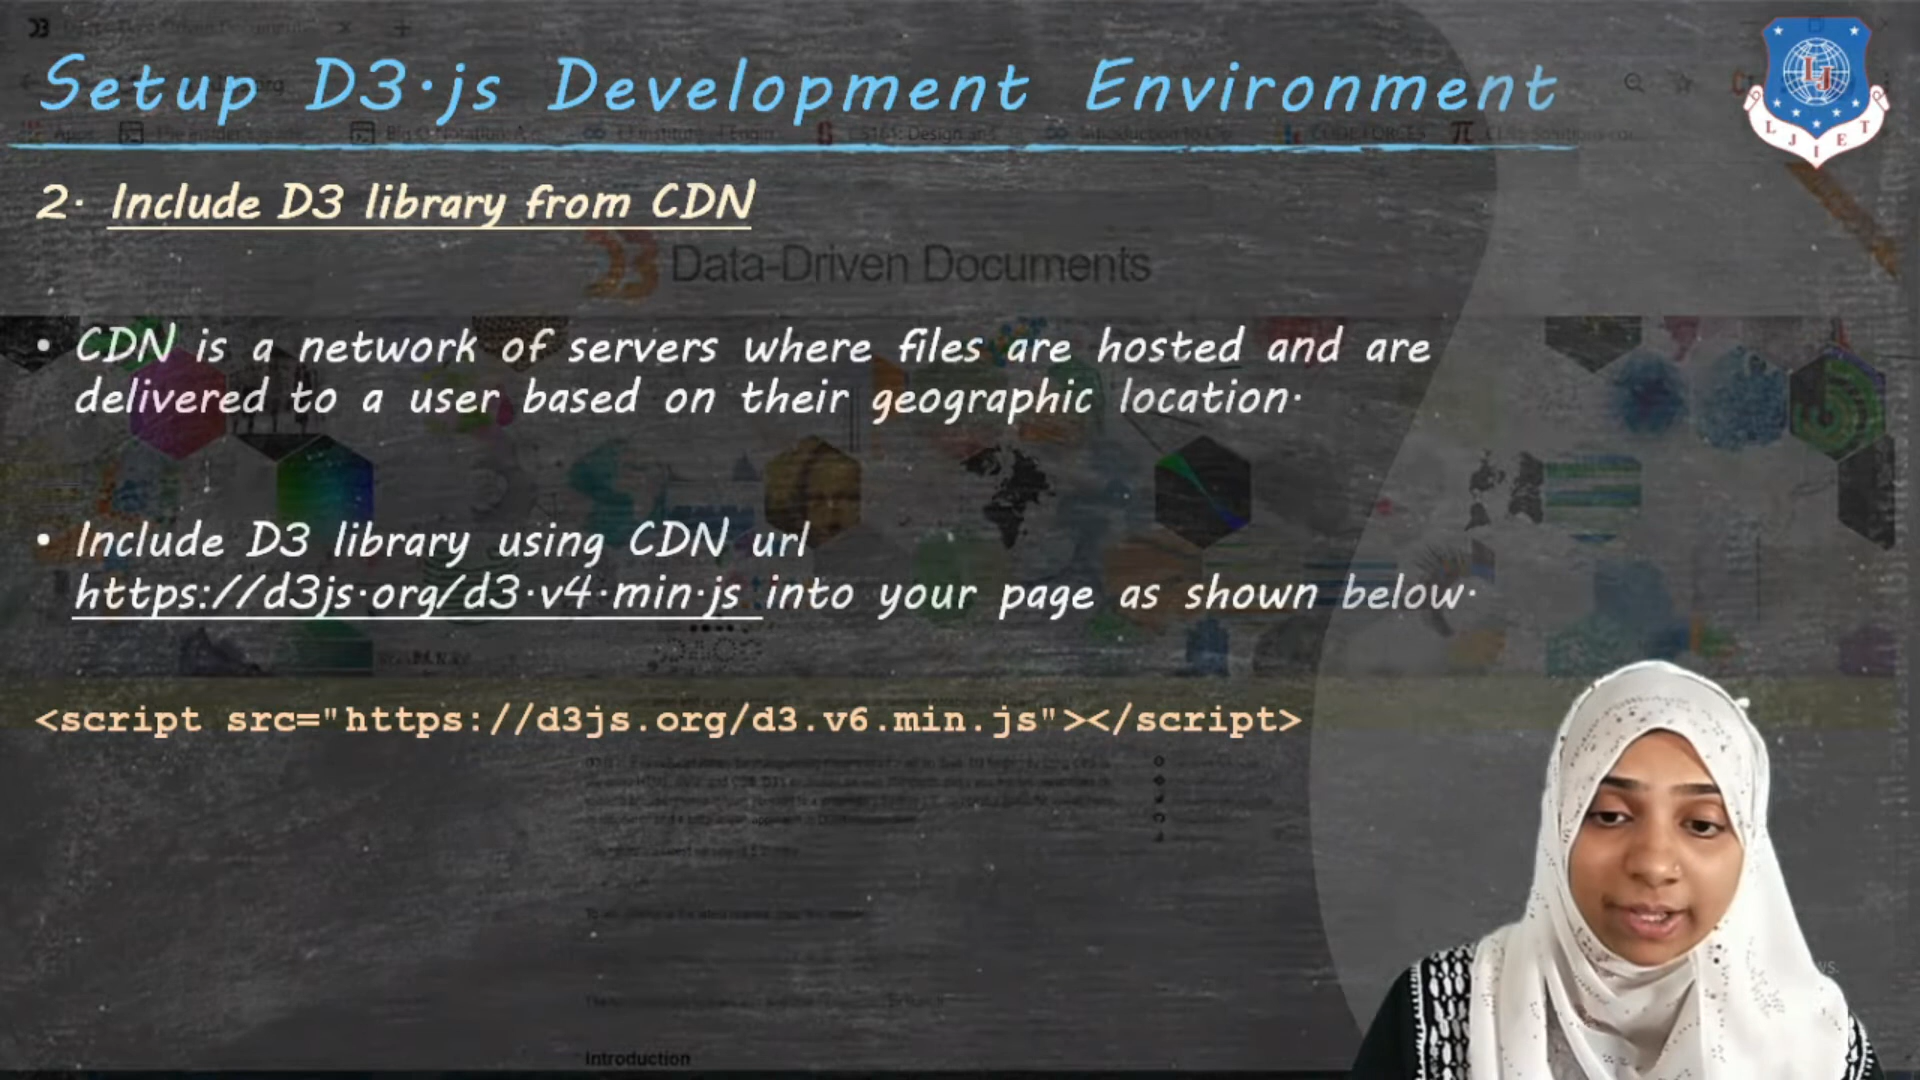 Setup D3.js Development Environment
2. Include D3 library from CDN
Data-Driven Documents
• CDN is a network of servers where files are hosted and are
delivered to a user based on their geographic location.
• Include D3 library using CDN url
https://d3js.org/d3.v4.min.js into your page as shown below.
<script src="https://d3js.org/d3.v6.min.js"></script>
Introduction
LJIET